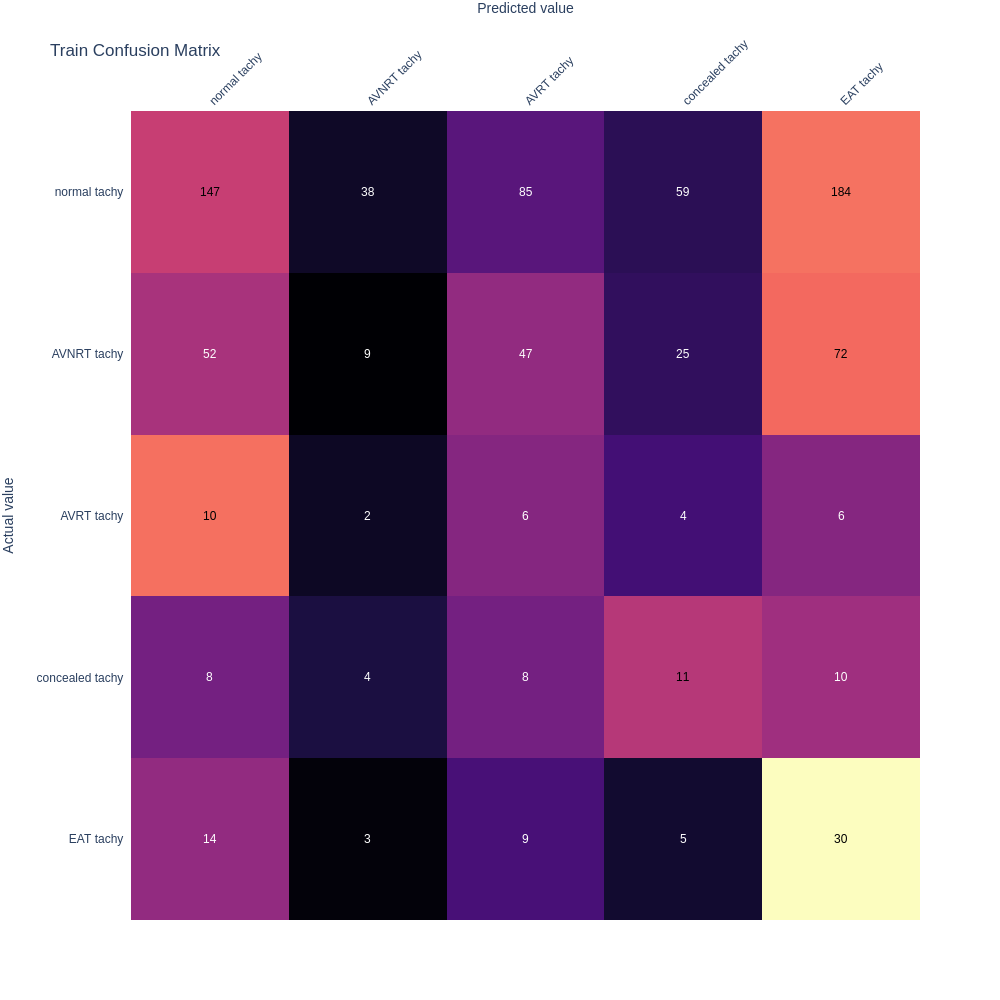 Predicted value
Train Confusion Matrix
normal tachy
AVNRT tachy
AVRT tachy
concealed tachy
EAT tachy
Actual value
normal tachy 147 38 85 59 184
AVNRT tachy 52 9 47 25 72
AVRT tachy 10 2 6 4 6
concealed tachy 8 4 8 11 10
EAT tachy 14 3 9 5 30